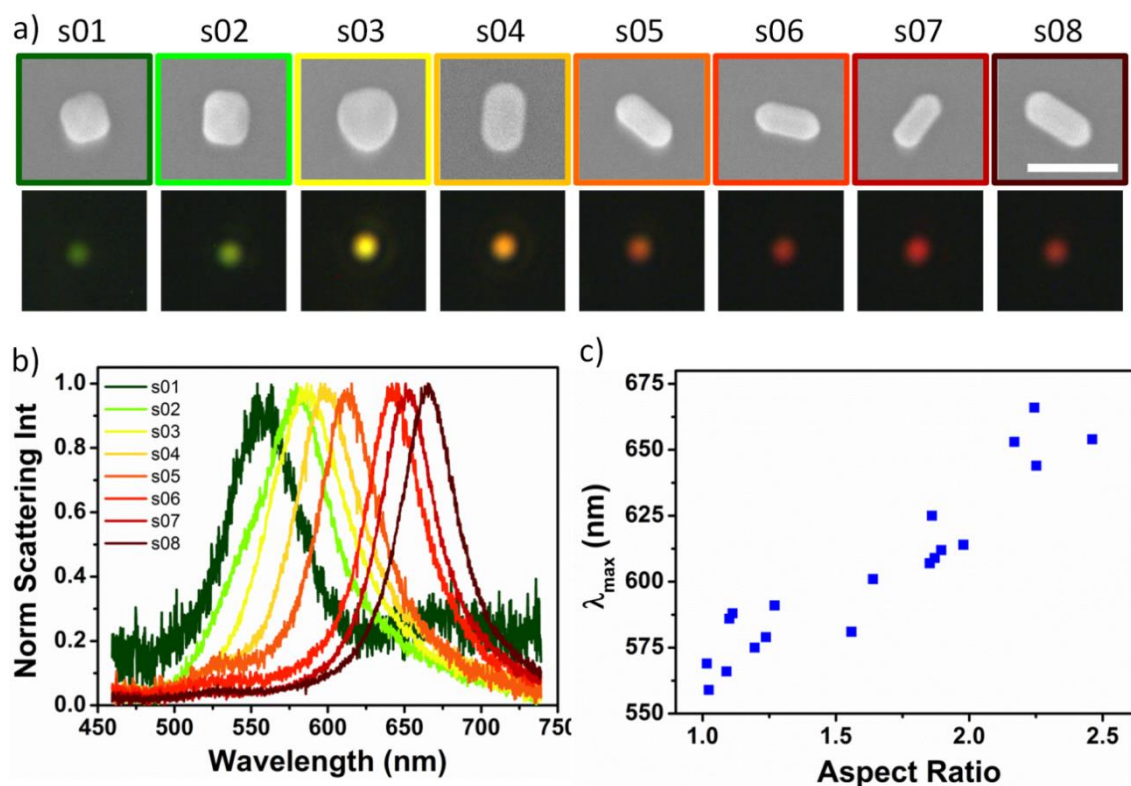 a)
s01 s02 s03 s04 s05 s06 s07 s08
b)
Norm Scattering Int
1.0
0.8
0.6
0.4
0.2
0.0
s01
s02
s03
s04
s05
s06
s07
s08
450 500 550 600 650 700 750
Wavelength (nm)
c)
λmax (nm)
675
650
625
600
575
550
1.0 1.5 2.0 2.5
Aspect Ratio